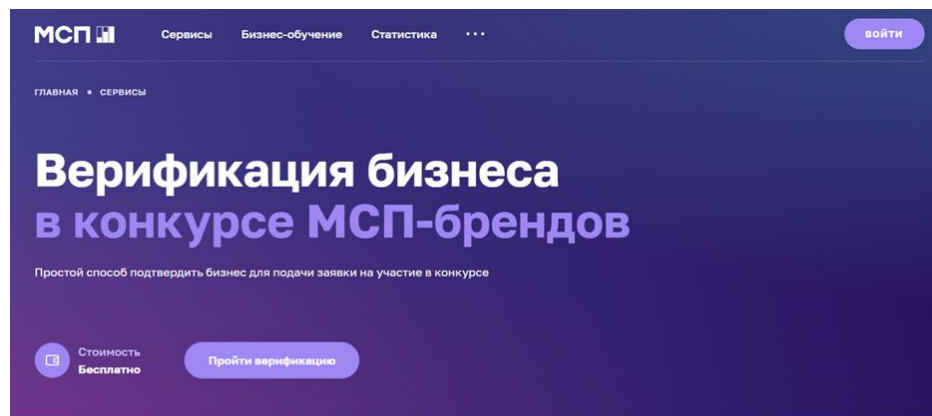 МСП
Сервисы Бизнес-обучение Статистика ···
ВОЙТИ
ГЛАВНАЯ • СЕРВИСЫ
Верификация бизнеса
в конкурсе МСП-брендов
Простой способ подтвердить бизнес для подачи заявки на участие в конкурсе
Стоимость
Бесплатно
Пройти верификацию